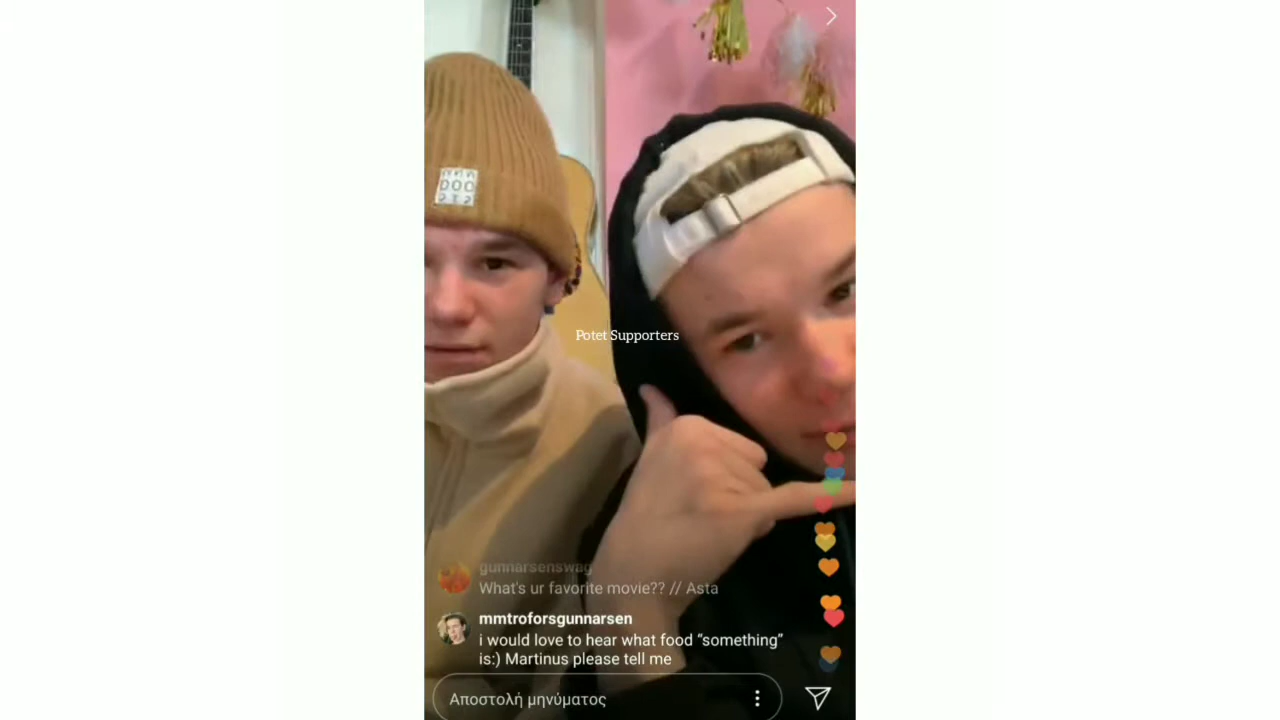 DOC
Potet Supporters
gunnarsenswag
What's ur favorite movie?? // Asta
mmtroforsgunnarsen
i would love to hear what food “something”
is:) Martinus please tell me
Αποστολή μηνύματος